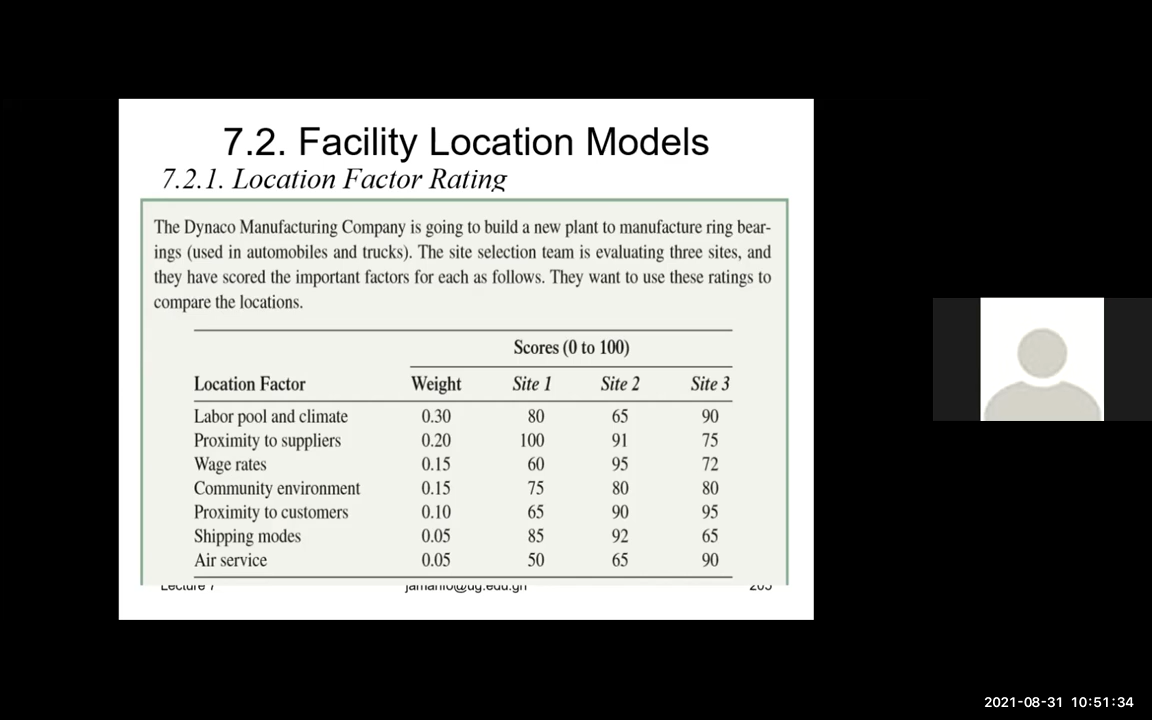 7.2. Facility Location Models
7.2.1. Location Factor Rating
The Dynaco Manufacturing Company is going to build a new plant to manufacture ring bear-
ings (used in automobiles and trucks). The site selection team is evaluating three sites, and
they have scored the important factors for each as follows. They want to use these ratings to
compare the locations.
Scores (0 to 100)
Location Factor Weight Site 1 Site 2 Site 3
Labor pool and climate 0.30 80 65 90
Proximity to suppliers 0.20 100 91 75
Wage rates 0.15 60 95 72
Community environment 0.15 75 80 80
Proximity to customers 0.10 65 90 95
Shipping modes 0.05 85 92 65
Air service 0.05 50 65 90
Lecture 7
2021-08-31 10:51:34